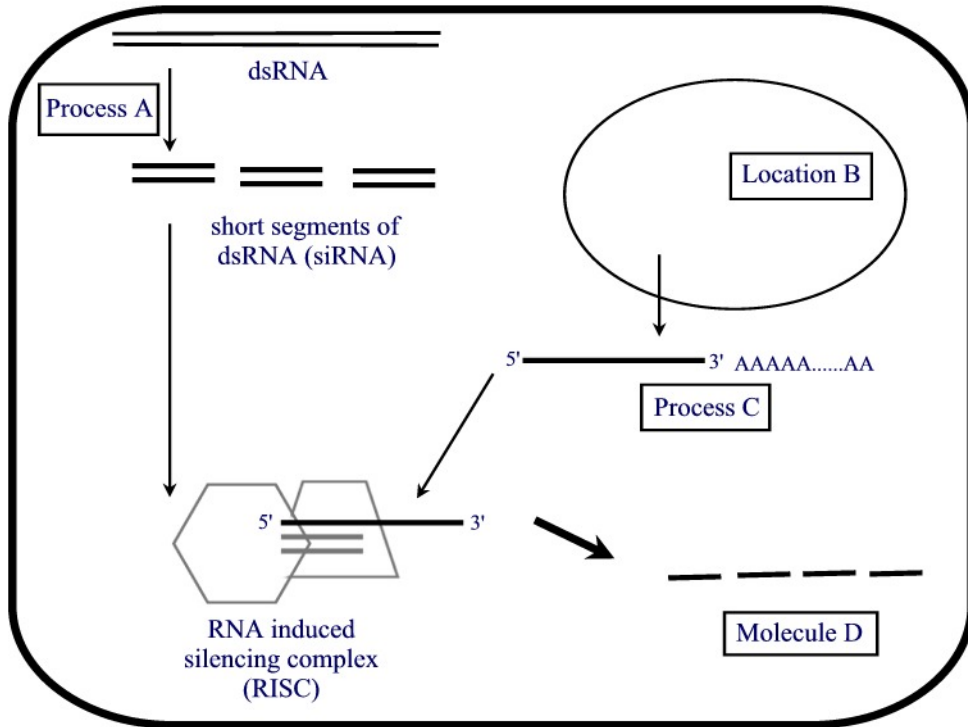 dsRNA
Process A
short segments of
dsRNA (siRNA)
Location B
5' 3' AAAAA......AA
Process C
5' 3'
RNA induced
silencing complex
(RISC)
Molecule D